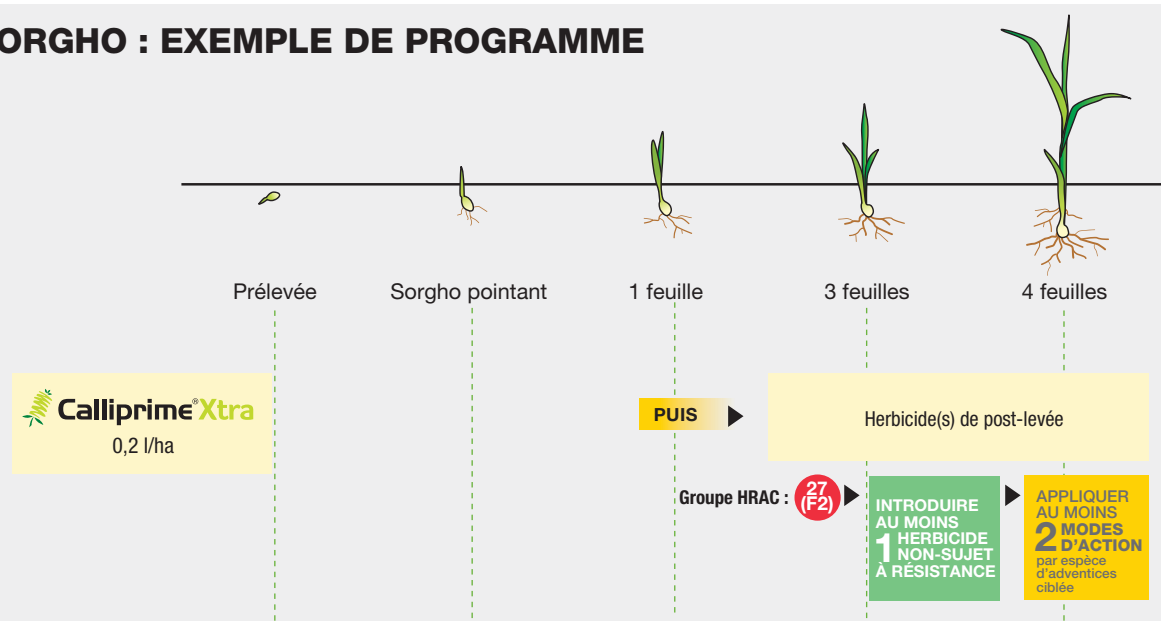 ORGHO : EXEMPLE DE PROGRAMME
Prélevée
Sorgho pointant
1 feuille
3 feuilles
4 feuilles
Calliprime® Xtra
0,2 l/ha
PUIS
Herbicide(s) de post-levée
Groupe HRAC :
27
(F2)
INTRODUIRE
AU MOINS
1 HERBICIDE
NON-SUJET
À RÉSISTANCE
APPLIQUER
AU MOINS
2 MODES
D'ACTION
par espèce
d'adventices
ciblée